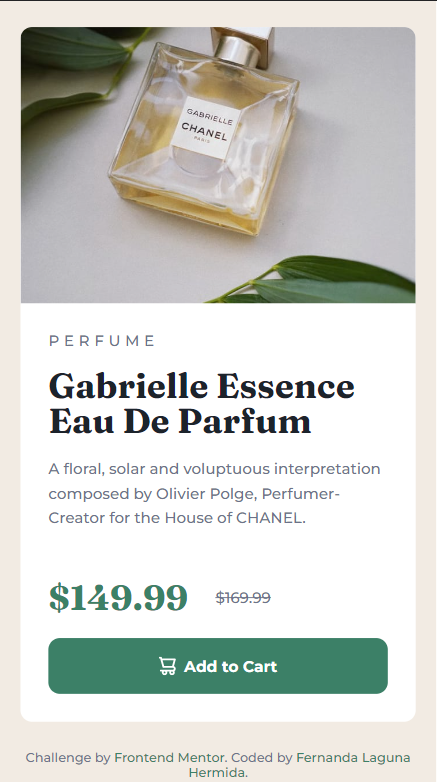 GABRIELLE
CHANEL
PARIS
PERFUME
Gabrielle Essence
Eau De Parfum
A floral, solar and voluptuous interpretation
composed by Olivier Polge, Perfumer-
Creator for the House of CHANEL.
$149.99 $169.99
Add to Cart
Challenge by Frontend Mentor. Coded by Fernanda Laguna
Hermida.